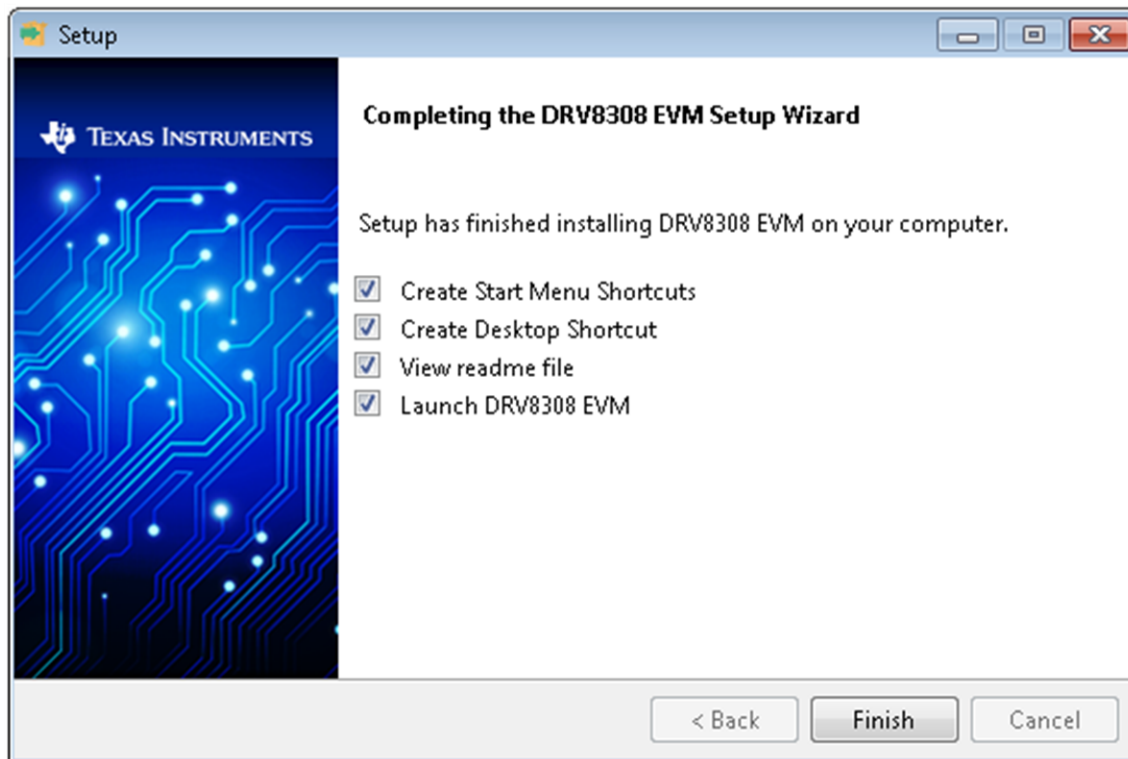 Setup
TEXAS INSTRUMENTS
Completing the DRV8308 EVM Setup Wizard
Setup has finished installing DRV8308 EVM on your computer.
Create Start Menu Shortcuts
Create Desktop Shortcut
View readme file
Launch DRV8308 EVM
< Back Finish Cancel